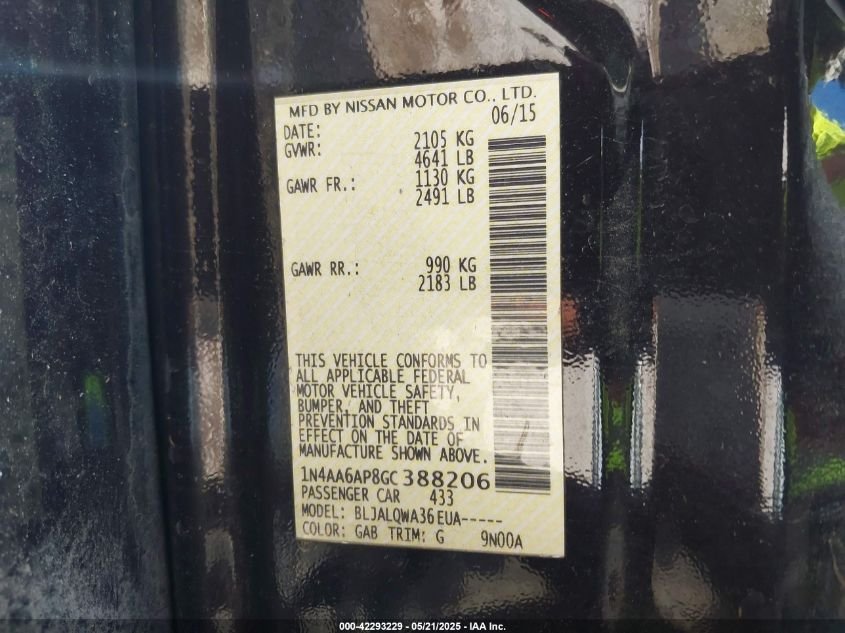 MFD BY NISSAN MOTOR CO., LTD.
DATE: 06/15
GVWR: 2105 KG
4641 LB
GAWR FR.: 1130 KG
2491 LB
GAWR RR.: 990 KG
2183 LB
THIS VEHICLE CONFORMS TO
ALL APPLICABLE FEDERAL
MOTOR VEHICLE SAFETY,
BUMPER, AND THEFT
PREVENTION STANDARDS IN
EFFECT ON THE DATE OF
MANUFACTURE SHOWN ABOVE.
1N4AA6AP8GC388206
PASSENGER CAR 433
MODEL: BLJALQWA36EUA-----
COLOR: GAB TRIM: G 9N00A
000-42293229 - 05/21/2025 - IAA Inc.